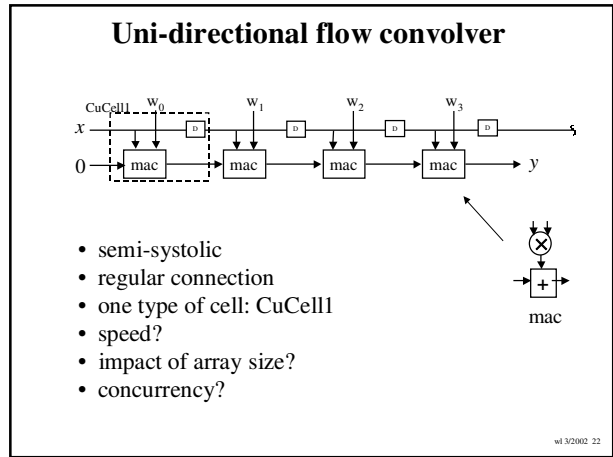 Uni-directional flow convolver
CuCell1 w0 w1 w2 w3
x D D D D
0 mac mac mac mac y
×
+
mac
• semi-systolic
• regular connection
• one type of cell: CuCell1
• speed?
• impact of array size?
• concurrency?
wl 3/2002 22